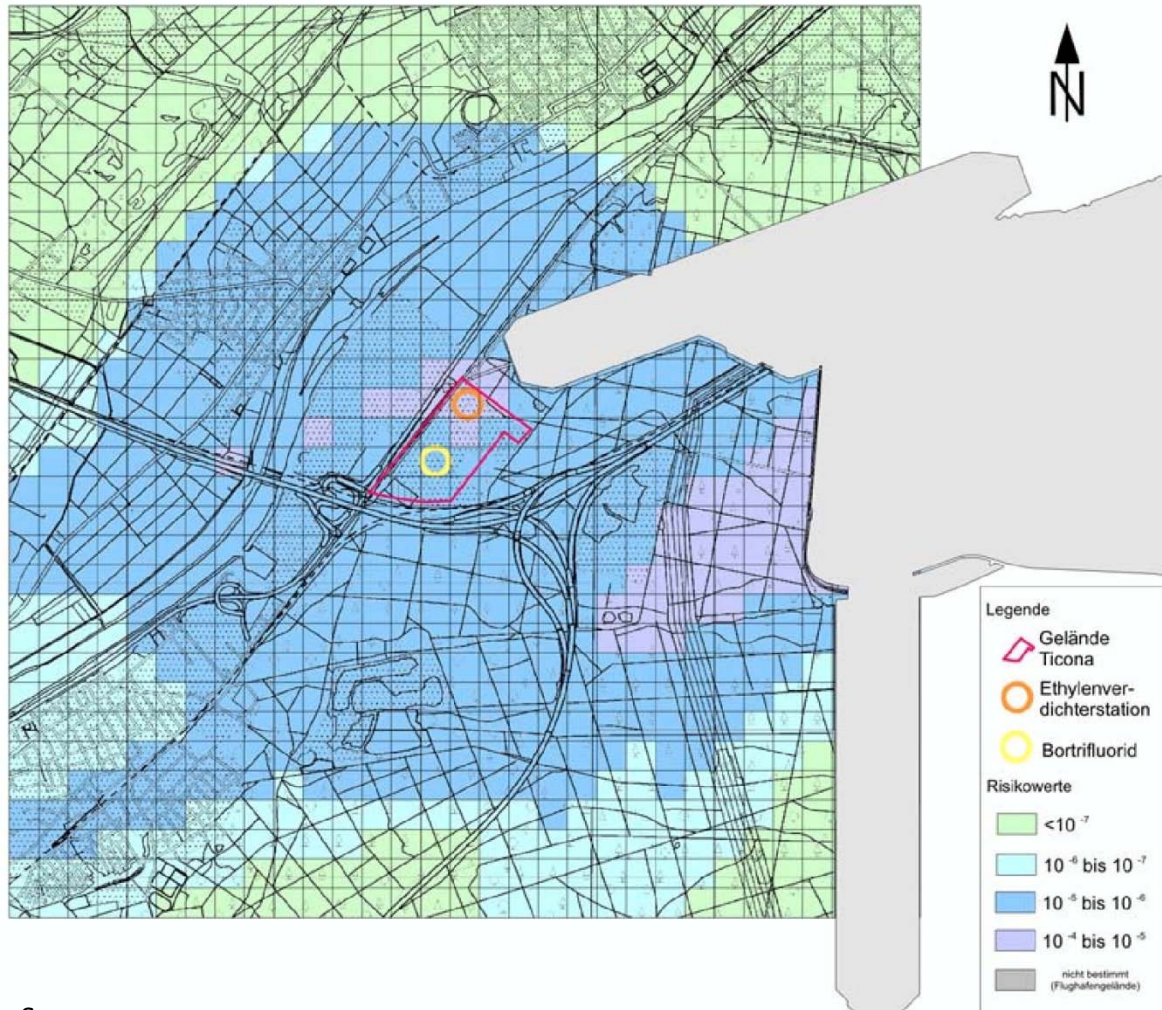 N
Legende
Gelände
Ticona
Ethylenver-
dichterstation
Bortrifluorid
Risikowerte
<10 -7
10 -6 bis 10 -7
10 -5 bis 10 -6
10 -4 bis 10 -5
nicht bestimmt
(Flughafengelände)